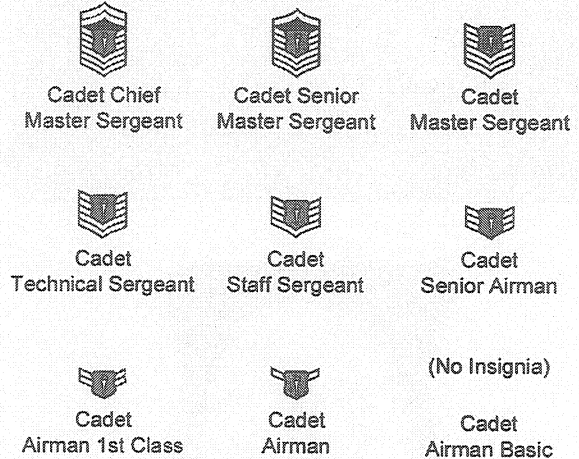 Cadet Chief
Master Sergeant
Cadet Senior
Master Sergeant
Cadet
Master Sergeant
Cadet
Technical Sergeant
Cadet
Staff Sergeant
Cadet
Senior Airman
Cadet
Airman 1st Class
Cadet
Airman
(No Insignia)
Cadet
Airman Basic